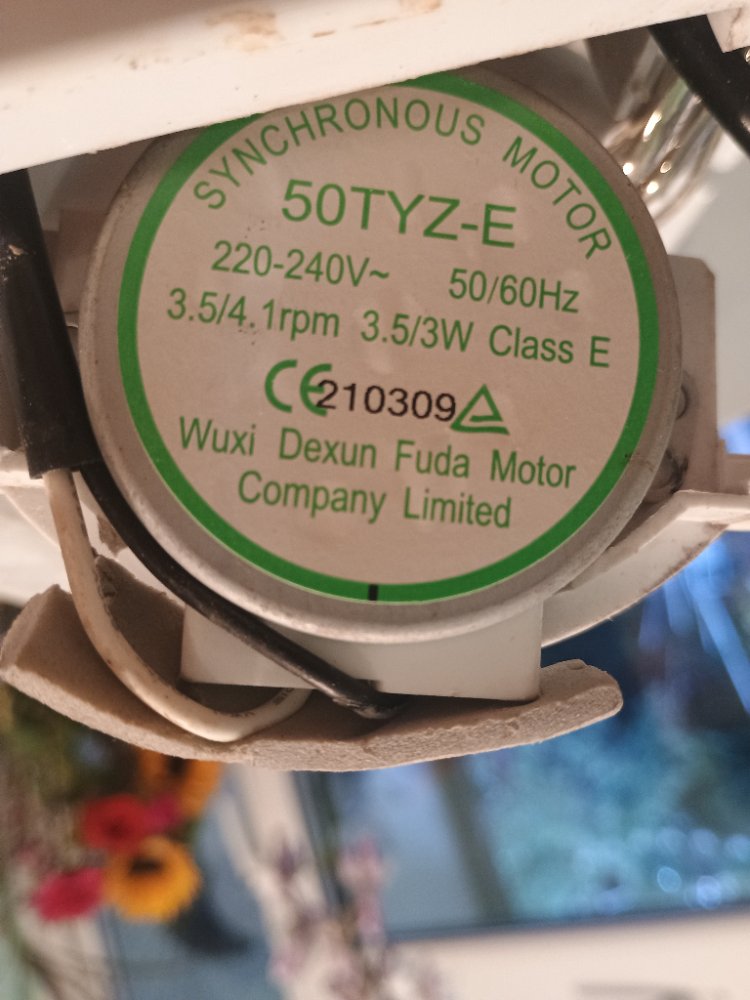 SYNCHRONOUS MOTOR
50TYZ-E
220-240V~ 50/60Hz
3.5/4.1rpm 3.5/3W Class E
CE 210309
Wuxi Dexun Fuda Motor
Company Limited